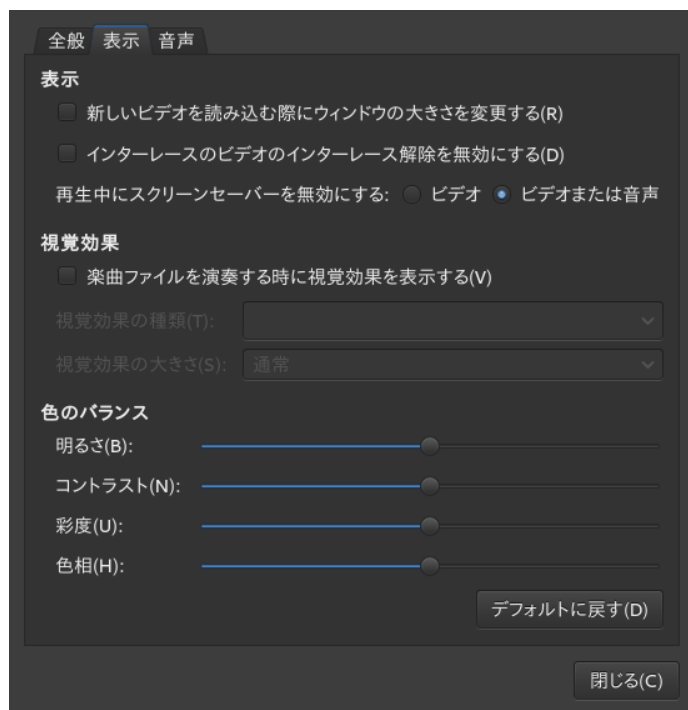 全般 表示 音声
表示
新しいビデオを読み込む際にウィンドウの大きさを変更する(R)
インターレースのビデオのインターレース解除を無効にする(D)
再生中にスクリーンセーバーを無効にする: ビデオ ビデオまたは音声
視覚効果
楽曲ファイルを演奏する時に視覚効果を表示する(V)
視覚効果の種類(T):
視覚効果の大きさ(S): 通常
色のバランス
明るさ(B):
コントラスト(N):
彩度(U):
色相(H):
デフォルトに戻す(D)
閉じる(C)